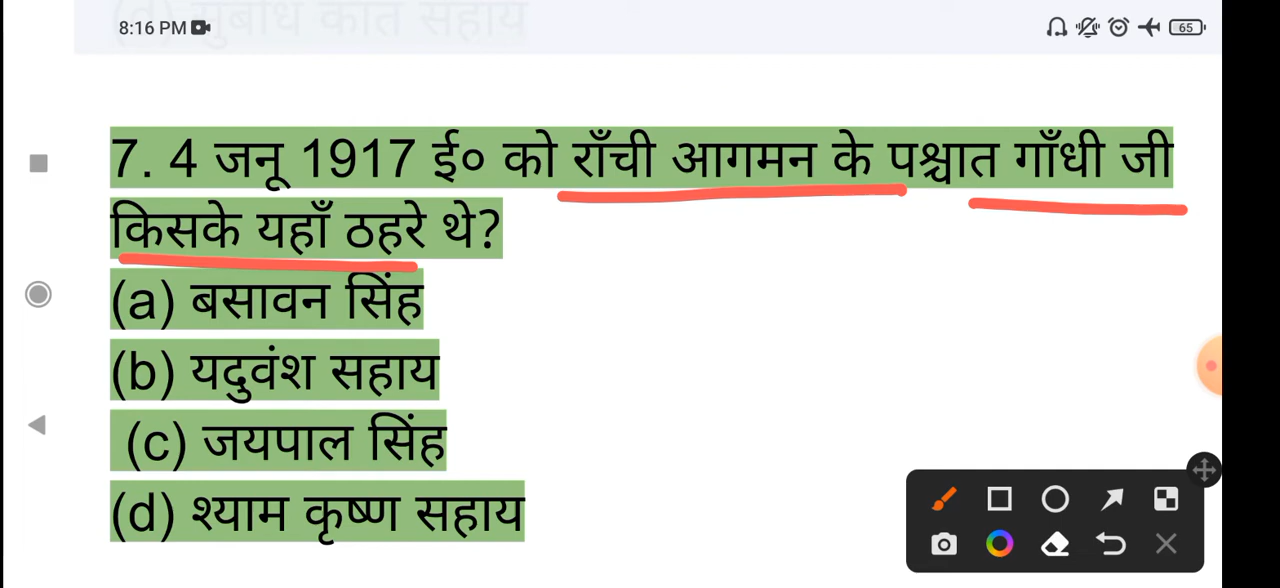 (d) सुबोध कांत सहाय
8:16 PM
65
7. 4 जनू 1917 ई० को राँची आगमन के पश्चात गाँधी जी
किसके यहाँ ठहरे थे?
(a) बसावन सिंह
(b) यदुवंश सहाय
(c) जयपाल सिंह
(d) श्याम कृष्ण सहाय